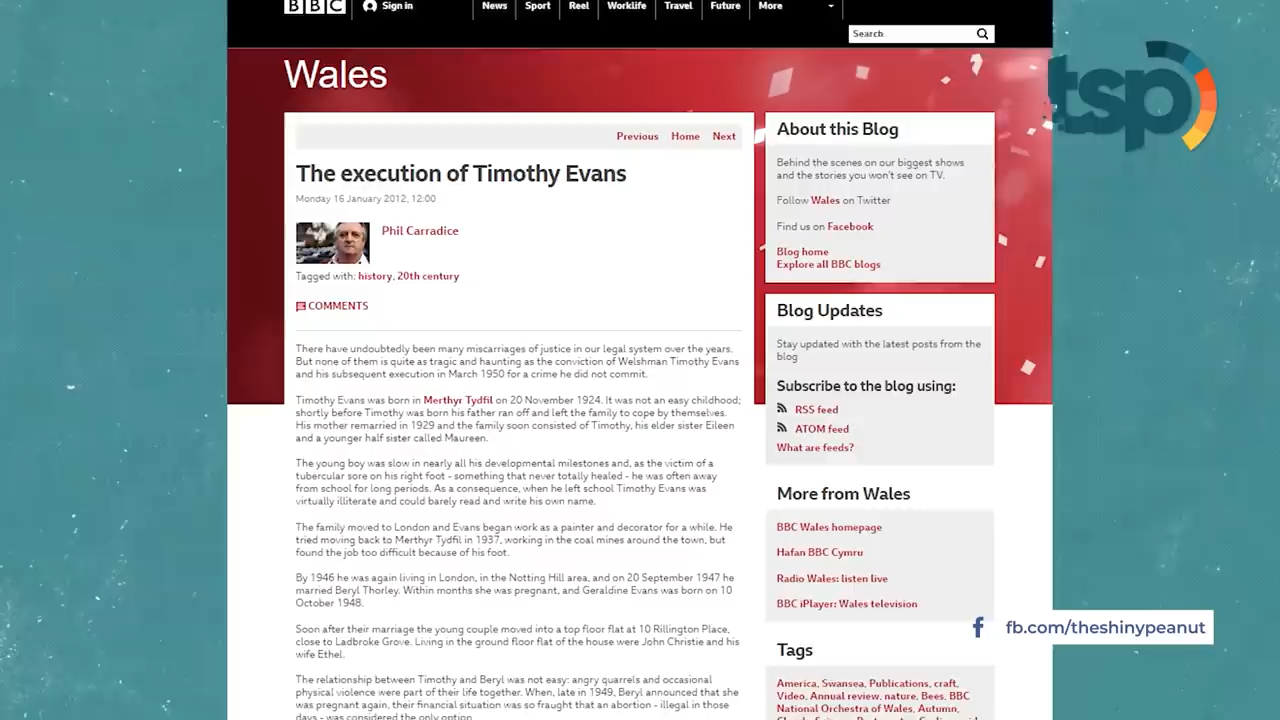 BBC Sign in News Sport Reel Worklife Travel Future More
Search
Wales
tsp
Previous Home Next
The execution of Timothy Evans
Monday 16 January 2012, 12:00
Phil Carradice
Tagged with: history, 20th century
COMMENTS
There have undoubtedly been many miscarriages of justice in our legal system over the years.
But none of them is quite as tragic and haunting as the conviction of Welshman Timothy Evans
and his subsequent execution in March 1950 for a crime he did not commit.
Timothy Evans was born in Merthyr Tydfil on 20 November 1924. It was not an easy childhood;
shortly before Timothy was born his father ran off and left the family to cope by themselves.
His mother remarried in 1929 and the family soon consisted of Timothy, his elder sister Eileen
and a younger half sister called Maureen.
The young boy was slow in nearly all his developmental milestones and, as the victim of a
tubercular sore on his right foot - something that never totally healed - he was often away
from school for long periods. As a consequence, when he left school Timothy Evans was
virtually illiterate and could barely read and write his own name.
The family moved to London and Evans began work as a painter and decorator for a while. He
tried moving back to Merthyr Tydfil in 1937, working in the coal mines around the town, but
found the job too difficult because of his foot.
By 1946 he was again living in London, in the Notting Hill area, and on 20 September 1947 he
married Beryl Thorley. Within months she was pregnant, and Geraldine Evans was born on 10
October 1948.
Soon after their marriage the young couple moved into a top floor flat at 10 Rillington Place,
close to Ladbroke Grove. Living in the ground floor flat of the house were John Christie and his
wife Ethel.
The relationship between Timothy and Beryl was not easy: angry quarrels and occasional
physical violence were part of their life together. When, late in 1949, Beryl announced that she
was pregnant again, their financial situation was so fraught that an abortion - illegal in those
days - was considered the only option.
About this Blog
Behind the scenes on our biggest shows
and the stories you won't see on TV.
Follow Wales on Twitter
Find us on Facebook
Blog home
Explore all BBC blogs
Blog Updates
Stay updated with the latest posts from the
blog
Subscribe to the blog using:
RSS feed
ATOM feed
What are feeds?
More from Wales
BBC Wales homepage
Hafan BBC Cymru
Radio Wales: listen live
BBC iPlayer: Wales television
fb.com/theshinypeanut
Tags
America, Swansea, Publications, craft,
Video, Annual review, nature, Bees, BBC
National Orchestra of Wales, Autumn,